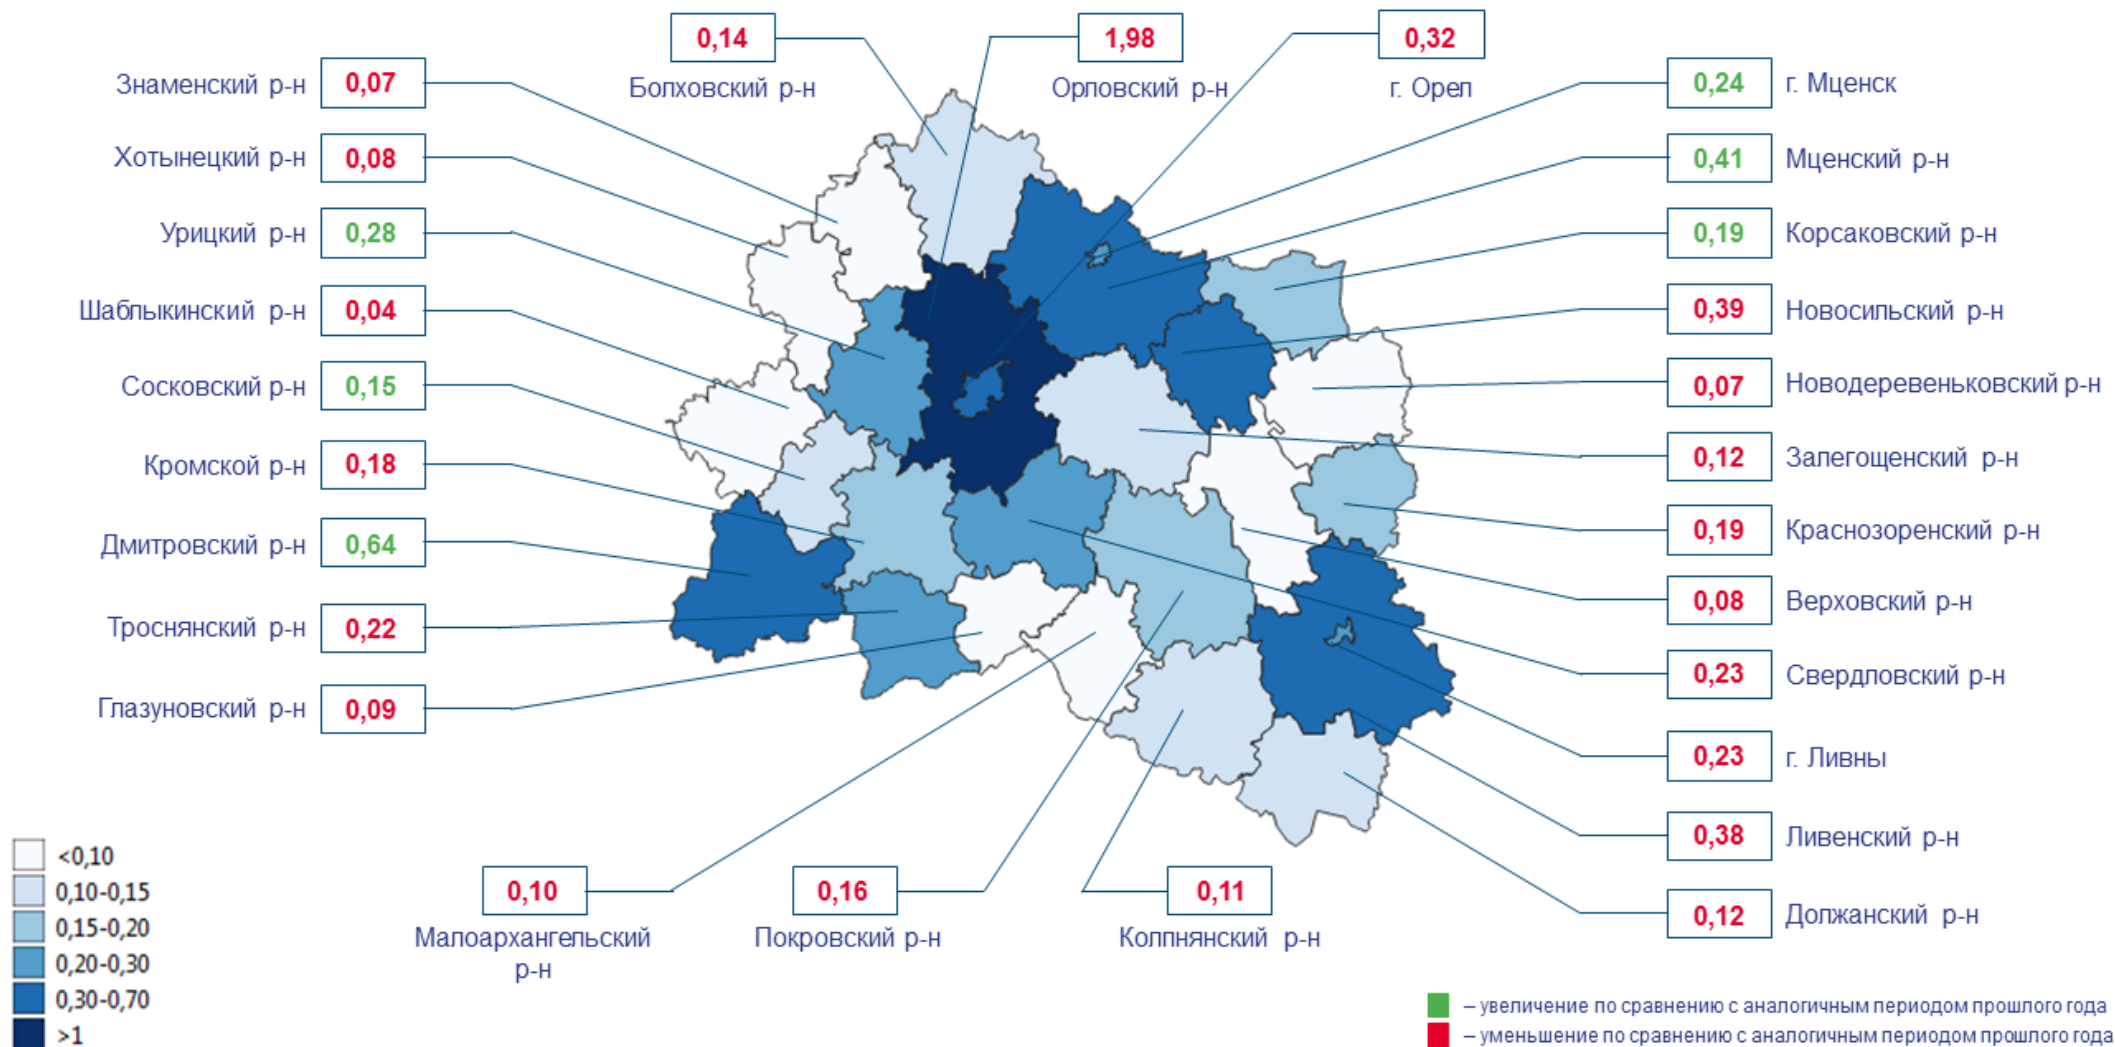 0,14
Болховский р-н
1,98
Орловский р-н
0,32
г. Орел
Знаменский р-н 0,07
Хотынецкий р-н 0,08
Урицкий р-н 0,28
Шаблыкинский р-н 0,04
Сосковский р-н 0,15
Кромской р-н 0,18
Дмитровский р-н 0,64
Троснянский р-н 0,22
Глазуновский р-н 0,09
0,24 г. Мценск
0,41 Мценский р-н
0,19 Корсаковский р-н
0,39 Новосильский р-н
0,07 Новодеревеньковский р-н
0,12 Залегощенский р-н
0,19 Краснозоренский р-н
0,08 Верховский р-н
0,23 Свердловский р-н
0,23 г. Ливны
0,38 Ливенский р-н
0,12 Должанский р-н
0,10
Малоархангельский
р-н
0,16
Покровский р-н
0,11
Колпнянский р-н
<0,10
0,10-0,15
0,15-0,20
0,20-0,30
0,30-0,70
>1
– увеличение по сравнению с аналогичным периодом прошлого года
– уменьшение по сравнению с аналогичным периодом прошлого года